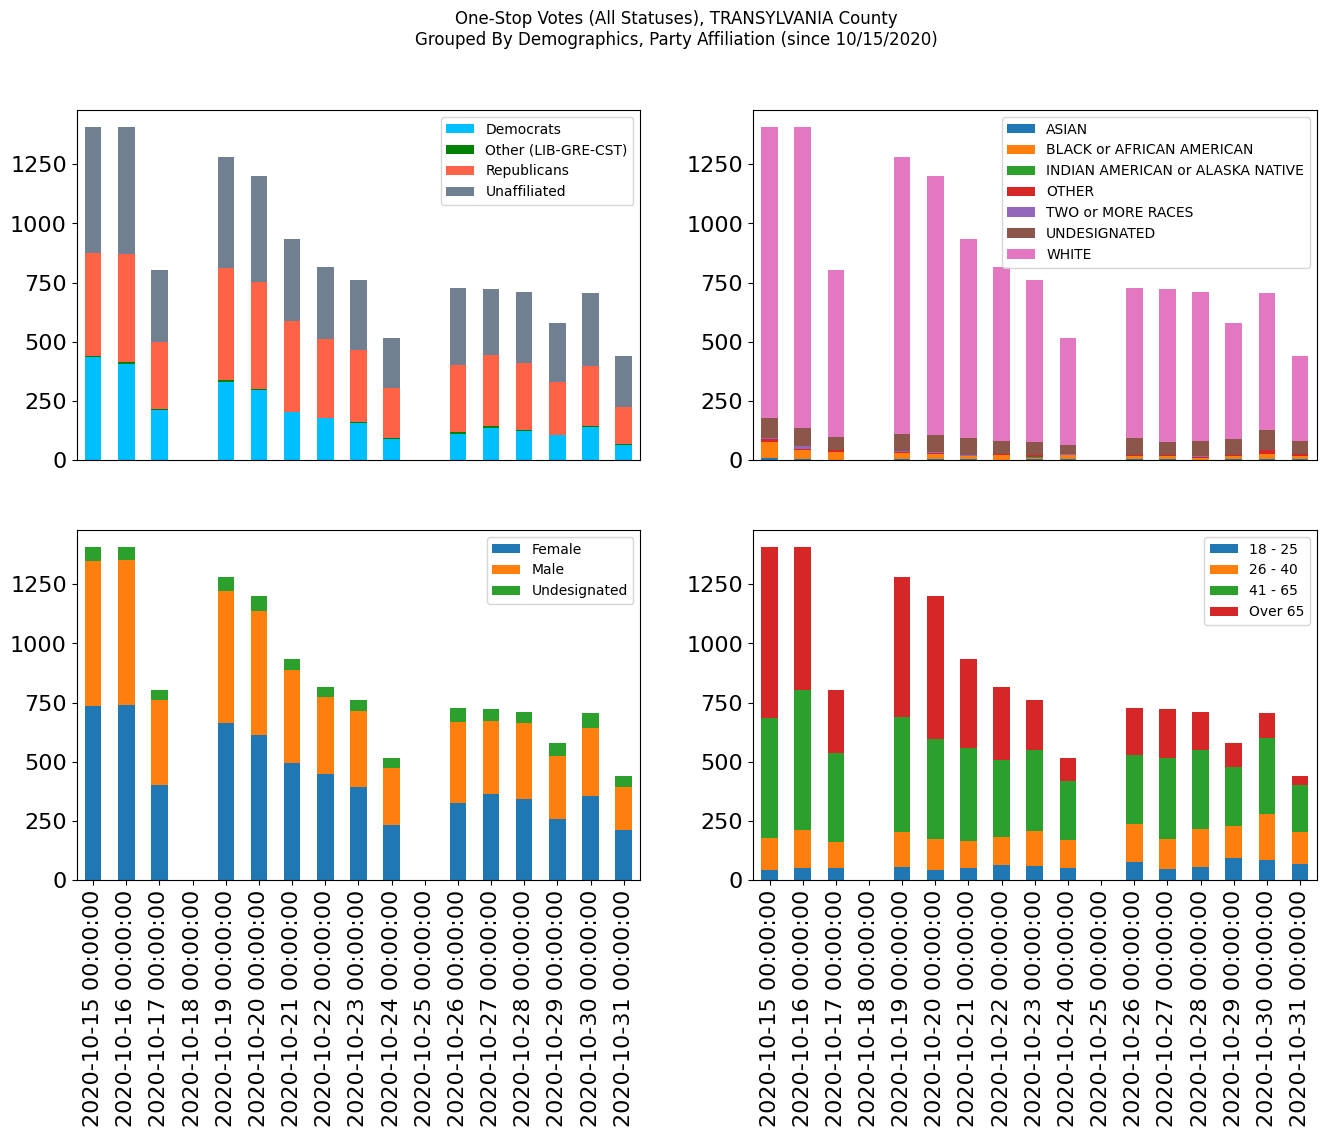 One-Stop Votes (All Statuses), TRANSYLVANIA County
Grouped By Demographics, Party Affiliation (since 10/15/2020)
1250
1000
750
500
250
0
Democrats
Other (LIB-GRE-CST)
Republicans
Unaffiliated
1250
1000
750
500
250
0
ASIAN
BLACK or AFRICAN AMERICAN
INDIAN AMERICAN or ALASKA NATIVE
OTHER
TWO or MORE RACES
UNDESIGNATED
WHITE
1250
1000
750
500
250
0
Female
Male
Undesignated
2020-10-15 00:00:00
2020-10-16 00:00:00
2020-10-17 00:00:00
2020-10-18 00:00:00
2020-10-19 00:00:00
2020-10-20 00:00:00
2020-10-21 00:00:00
2020-10-22 00:00:00
2020-10-23 00:00:00
2020-10-24 00:00:00
2020-10-25 00:00:00
2020-10-26 00:00:00
2020-10-27 00:00:00
2020-10-28 00:00:00
2020-10-29 00:00:00
2020-10-30 00:00:00
2020-10-31 00:00:00
1250
1000
750
500
250
0
18 - 25
26 - 40
41 - 65
Over 65
2020-10-15 00:00:00
2020-10-16 00:00:00
2020-10-17 00:00:00
2020-10-18 00:00:00
2020-10-19 00:00:00
2020-10-20 00:00:00
2020-10-21 00:00:00
2020-10-22 00:00:00
2020-10-23 00:00:00
2020-10-24 00:00:00
2020-10-25 00:00:00
2020-10-26 00:00:00
2020-10-27 00:00:00
2020-10-28 00:00:00
2020-10-29 00:00:00
2020-10-30 00:00:00
2020-10-31 00:00:00